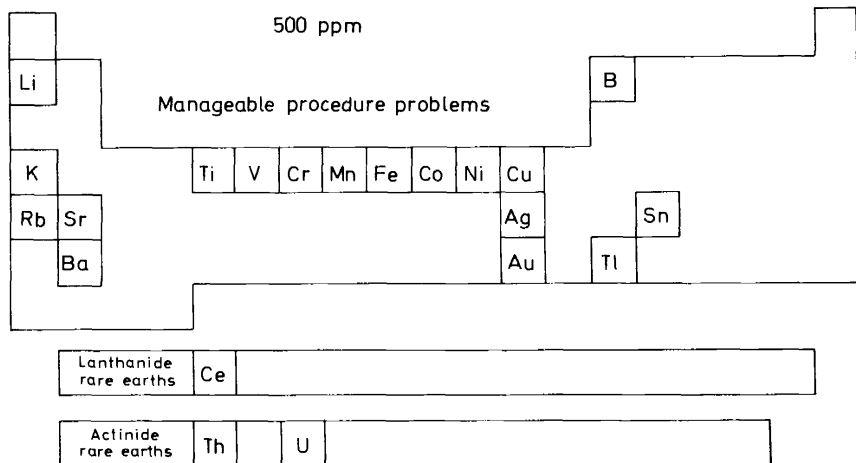 500 ppm
Li
B
Manageable procedure problems
K Ti V Cr Mn Fe Co Ni Cu
Rb Sr Ag Sn
Ba Au Tl
Lanthanide
rare earths Ce
Actinide
rare earths Th U